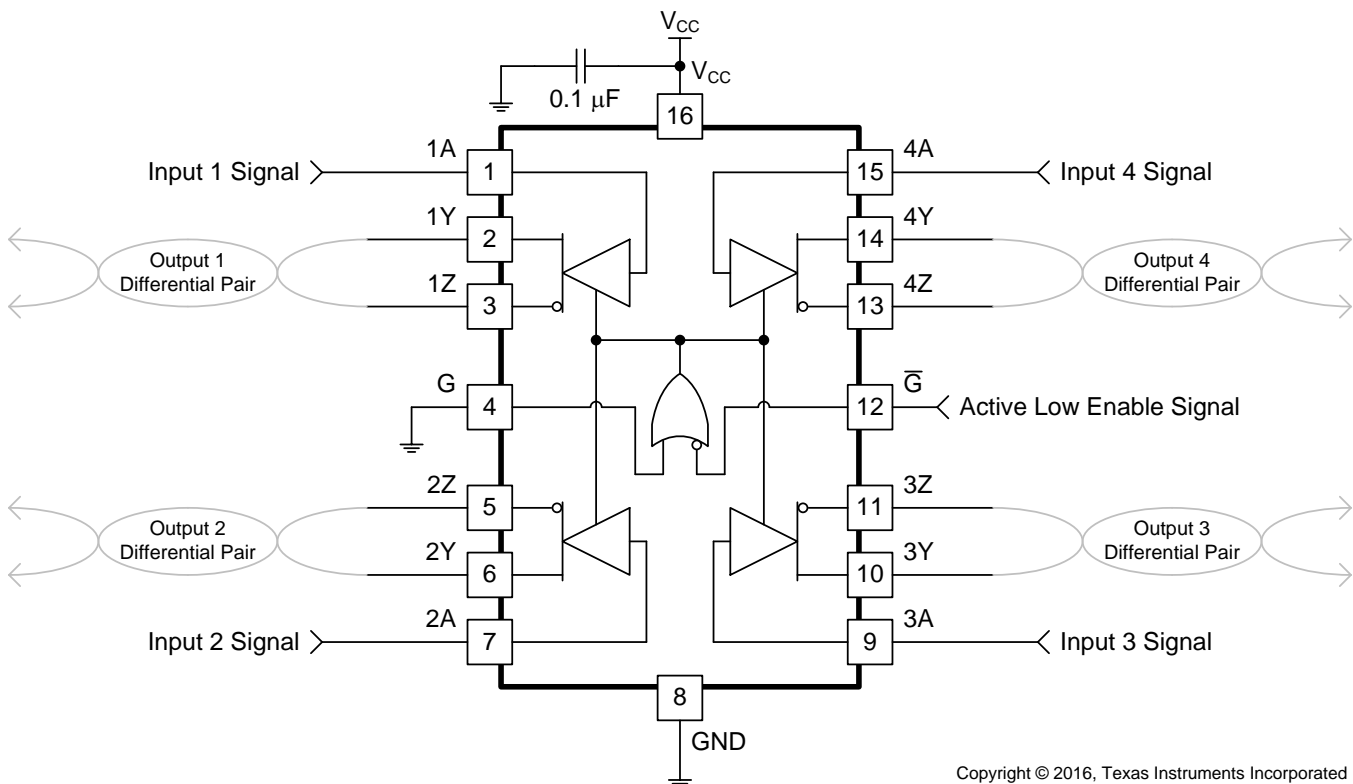 V_CC
V_CC
0.1 µF
16
1A
4A
Input 1 Signal
1
15
Input 4 Signal
1Y
4Y
2
14
Output 1
Differential Pair
Output 4
Differential Pair
1Z
4Z
3
13
G
G̅
4
12
Active Low Enable Signal
2Z
3Z
5
11
Output 2
Differential Pair
Output 3
Differential Pair
2Y
3Y
6
10
2A
3A
Input 2 Signal
7
9
Input 3 Signal
8
GND
Copyright © 2016, Texas Instruments Incorporated